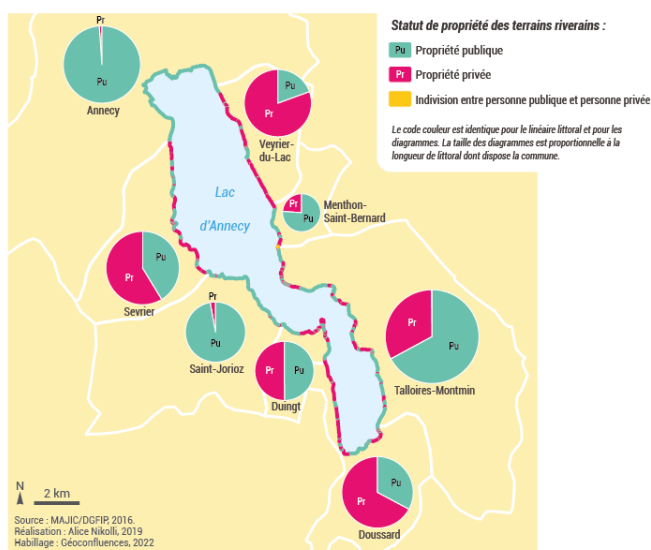 Statut de propriété des terrains riverains :
Pu Propriété publique
Pr Propriété privée
Indivision entre personne publique et personne privée
Le code couleur est identique pour le linéaire littoral et pour les
diagrammes. La taille des diagrammes est proportionnelle à la
longueur de littoral dont dispose la commune.
Pr
Pu
Annecy
Pu
Pr
Veyrier-
du-Lac
Lac
d'Annecy
Pr
Pu
Menthon-
Saint-Bernard
Pu
Pr
Sevrier
Pr
Pu
Saint-Jorioz
Pr
Pu
Duingt
Pr
Pu
Talloires-Montmin
Pu
Pr
Doussard
N
2 km
Source : MAJIC/DGFIP, 2016.
Réalisation : Alice Nikolli, 2019
Habillage : Géoconfluences, 2022